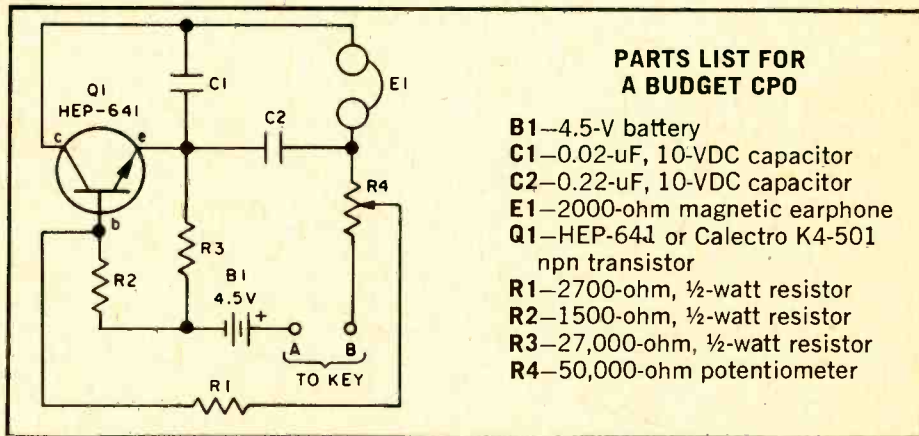 Q1
HEP-641
c
e
b
C1
C2
E1
R4
R3
R2
B1
4.5V
+
A
B
TO KEY
R1
PARTS LIST FOR
A BUDGET CPO
B1–4.5-V battery
C1–0.02-uF, 10-VDC capacitor
C2–0.22-uF, 10-VDC capacitor
E1–2000-ohm magnetic earphone
Q1–HEP-641 or Calectro K4-501
npn transistor
R1–2700-ohm, ½-watt resistor
R2–1500-ohm, ½-watt resistor
R3–27,000-ohm, ½-watt resistor
R4–50,000-ohm potentiometer